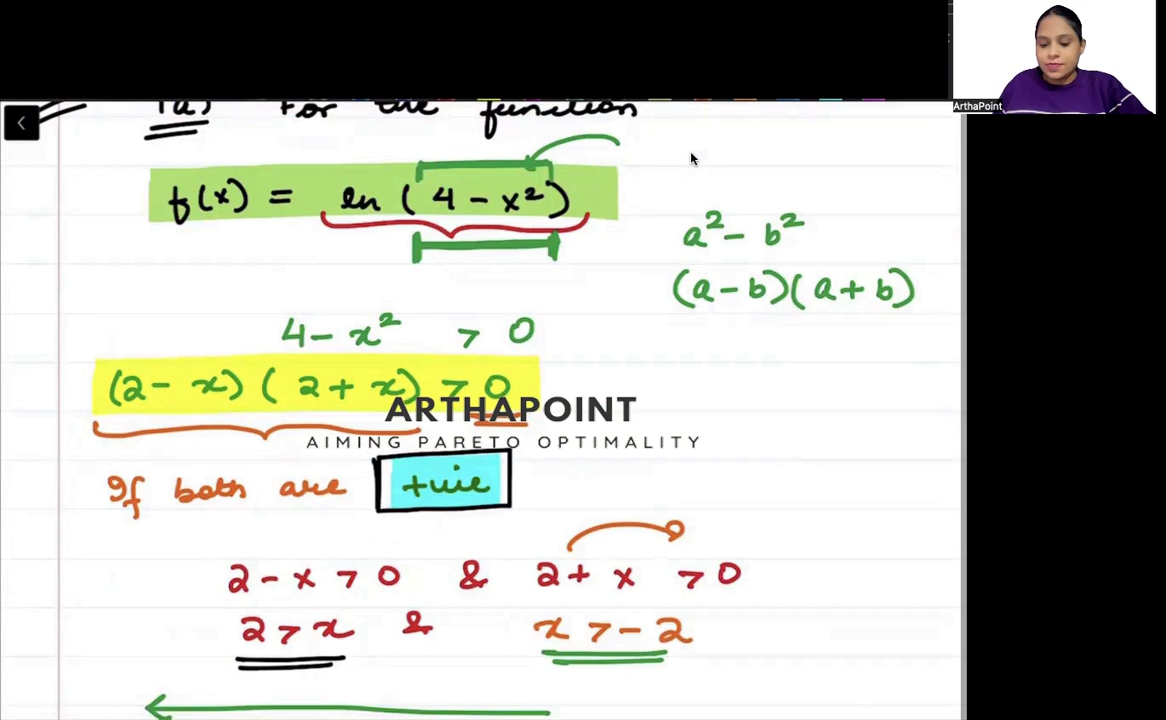 (a) For the function
f(x) = ln ( 4 - x² )
a² - b²
(a - b)(a + b)
4 - x² > 0
(2 - x) ( 2 + x) > 0
ARTHAPOINT
AIMING PARETO OPTIMALITY
If both are +vie
2 - x > 0 & 2 + x > 0
2 > x & x > - 2
ArthaPoint